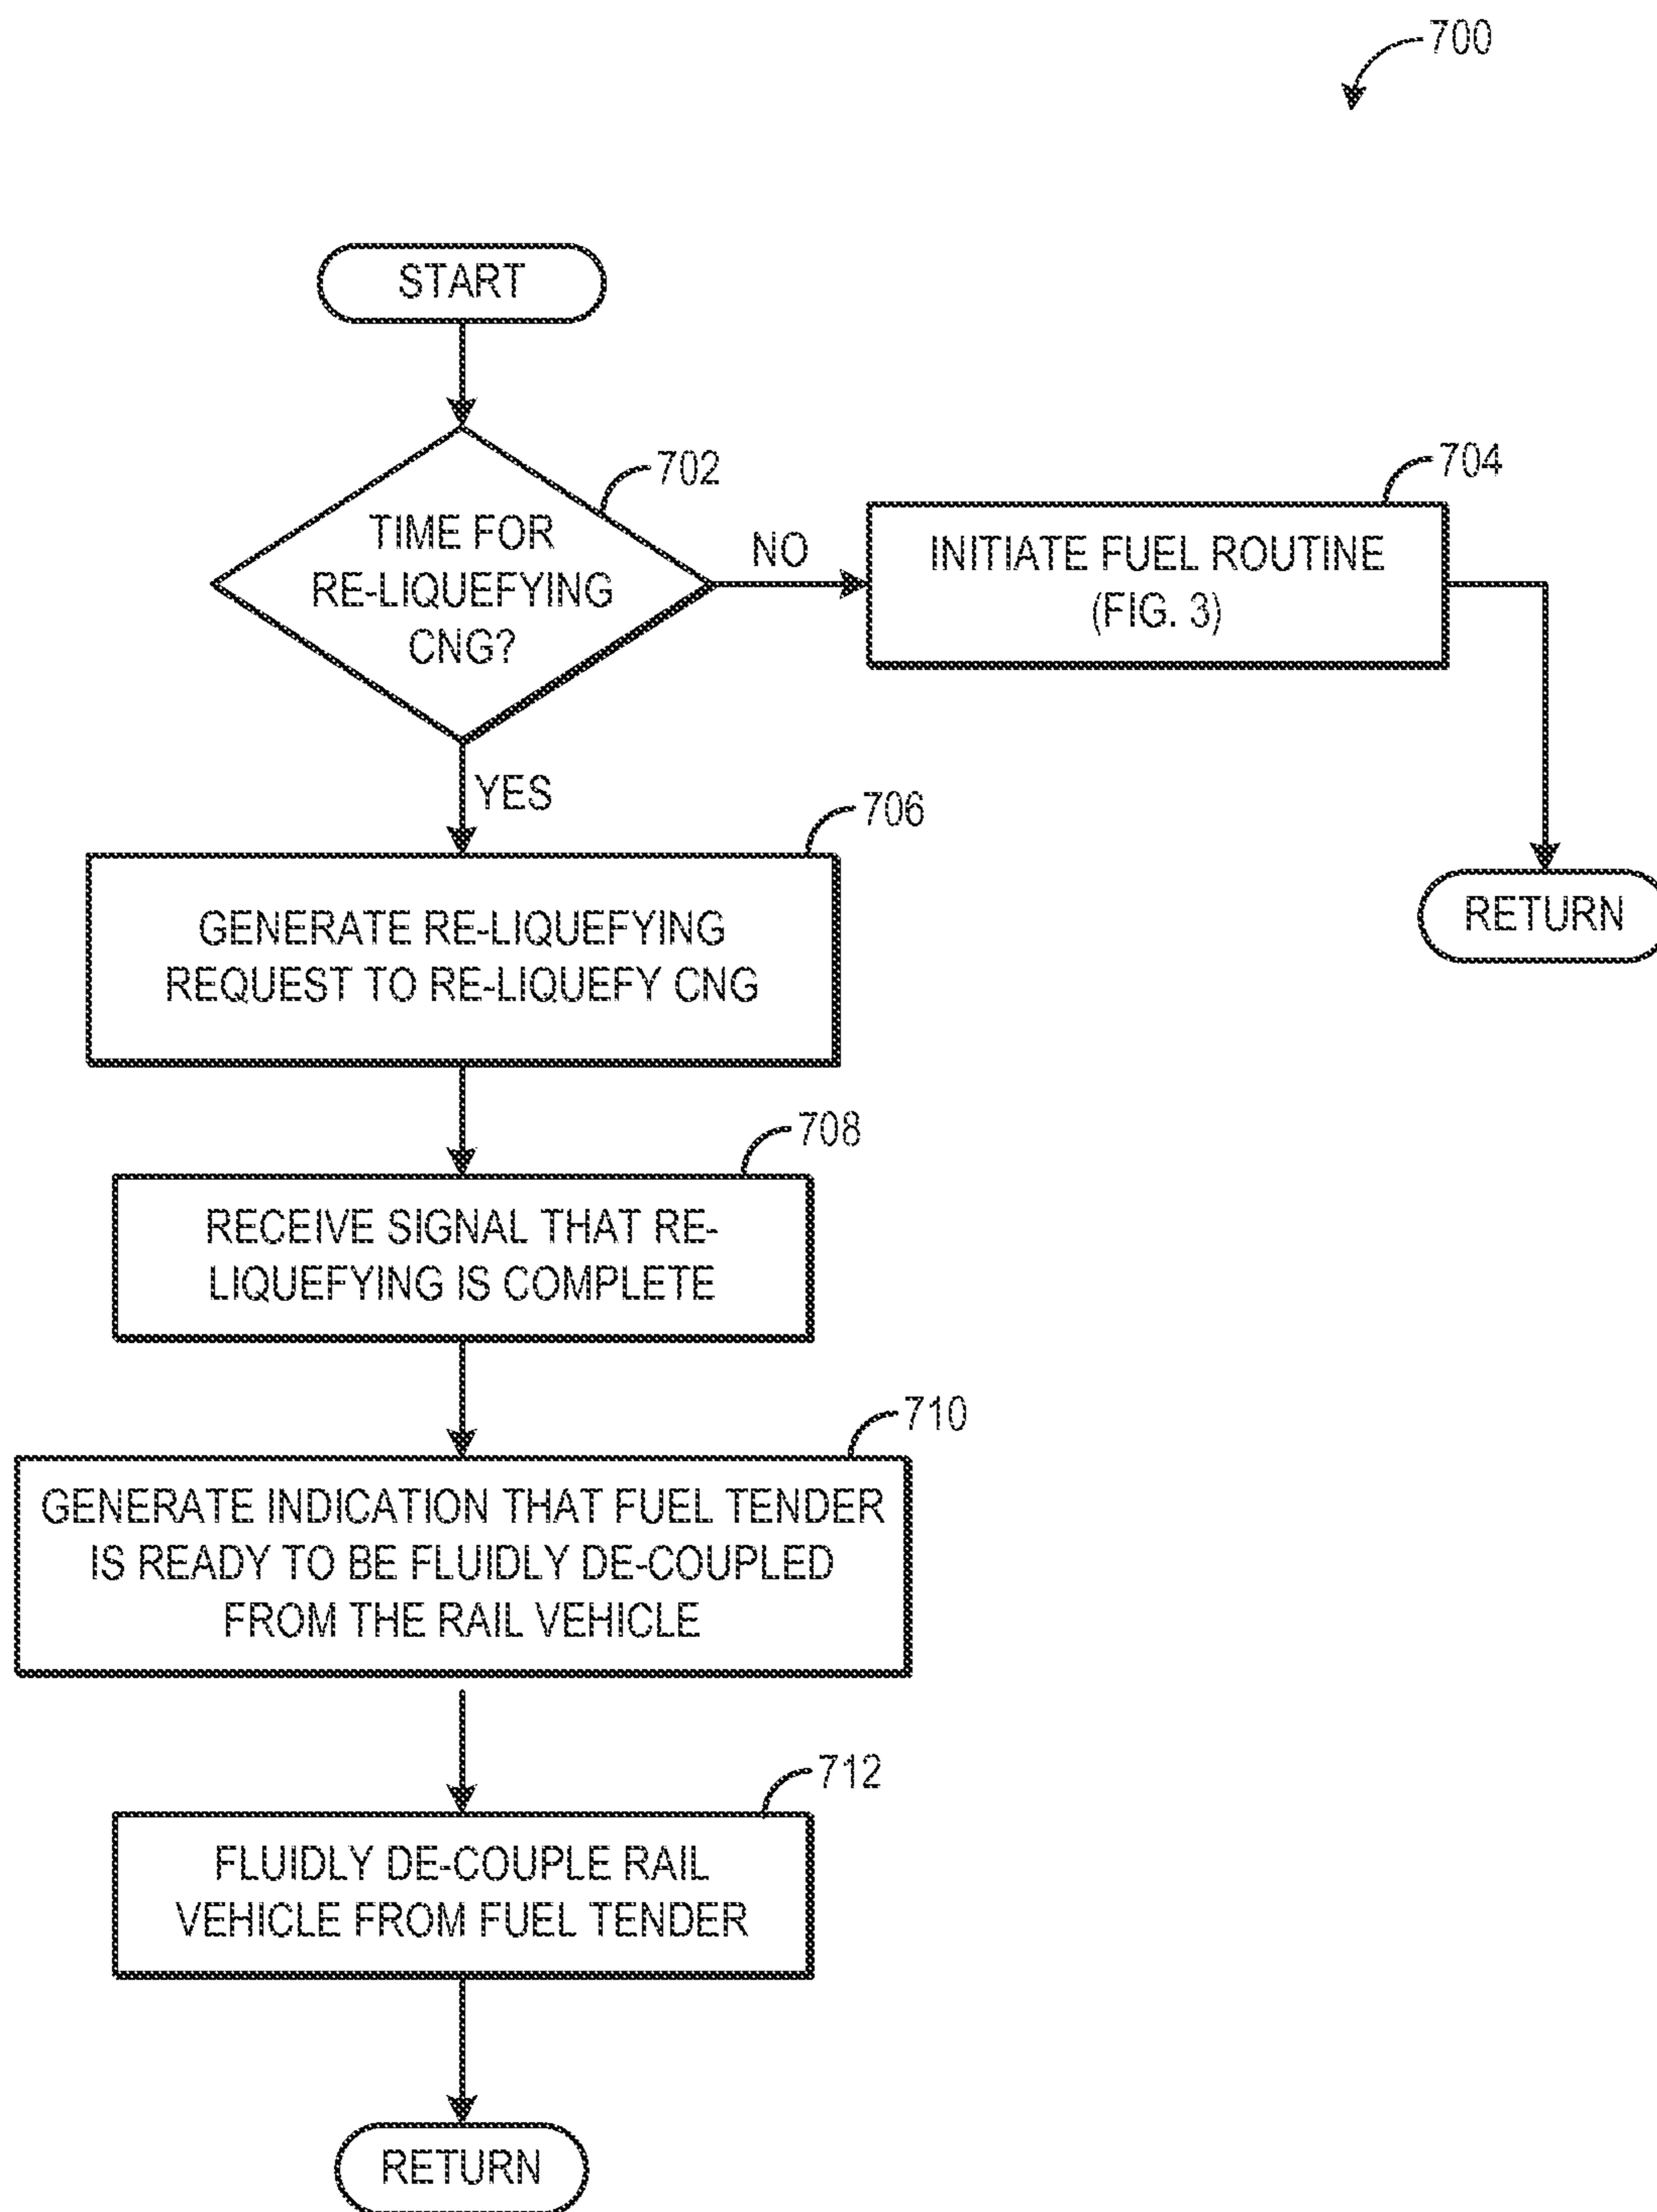 700
START
702
TIME FOR
RE-LIQUEFYING
CNG?
NO
704
INITIATE FUEL ROUTINE
(FIG. 3)
RETURN
YES
706
GENERATE RE-LIQUEFYING
REQUEST TO RE-LIQUEFY CNG
708
RECEIVE SIGNAL THAT RE-
LIQUEFYING IS COMPLETE
710
GENERATE INDICATION THAT FUEL TENDER
IS READY TO BE FLUIDLY DE-COUPLED
FROM THE RAIL VEHICLE
712
FLUIDLY DE-COUPLE RAIL
VEHICLE FROM FUEL TENDER
RETURN